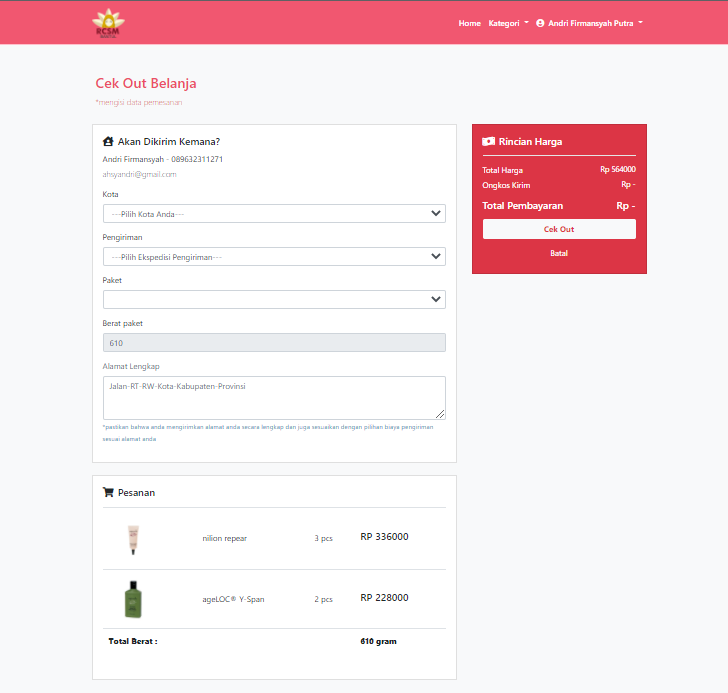 RCSM
Home Kategori Andri Firmansyah Putra
Cek Out Belanja
*mengisi data pemesanan
Akan Dikirim Kemana?
Andri Firmansyah - 089632311271
ahsyandri@gmail.com
Kota
---Pilih Kota Anda---
Pengiriman
---Pilih Ekspedisi Pengiriman---
Paket
Berat paket
610
Alamat Lengkap
Jalan-RT-RW-Kota-Kabupaten-Provinsi
*pastikan bahwa anda mengirimkan alamat anda secara lengkap dan juga sesuaikan dengan pilihan biaya pengiriman
sesuai alamat anda
Rincian Harga
Total Harga Rp 564000
Ongkos Kirim Rp -
Total Pembayaran Rp -
Cek Out
Batal
Pesanan
nilion repear 3 pcs RP 336000
ageLOC® Y-Span 2 pcs RP 228000
Total Berat : 610 gram